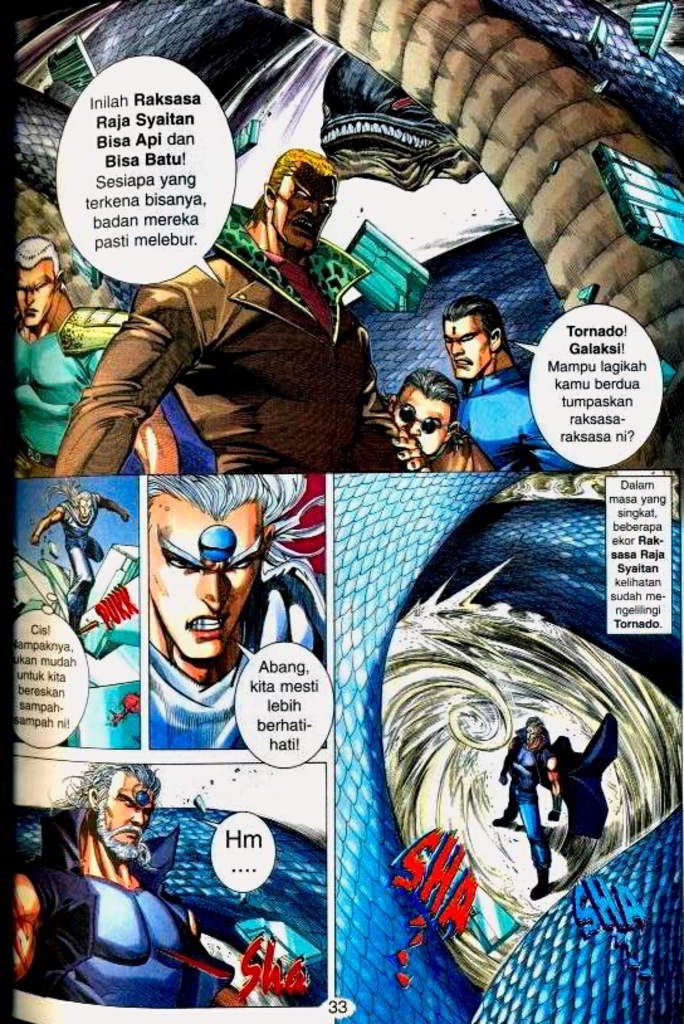 Inilah Raksasa
Raja Syaitan
Bisa Api dan
Bisa Batu!
Sesiapa yang
terkena bisanya,
badan mereka
pasti melebur.
Tornado!
Galaksi!
Mampu lagikah
kamu berdua
tumpaskan
raksasa-
raksasa ni?
PUKK
Cis!
Nampaknya,
bukan mudah
untuk kita
bereskan
sampah-
sampah ni!
Abang,
kita mesti
lebih
berhati-
hati!
Dalam
masa yang
singkat,
beberapa
ekor Rak-
sasa Raja
Syaitan
kelihatan
sudah me-
ngelilingi
Tornado.
Hm
....
Sha
SHA
SHA
33